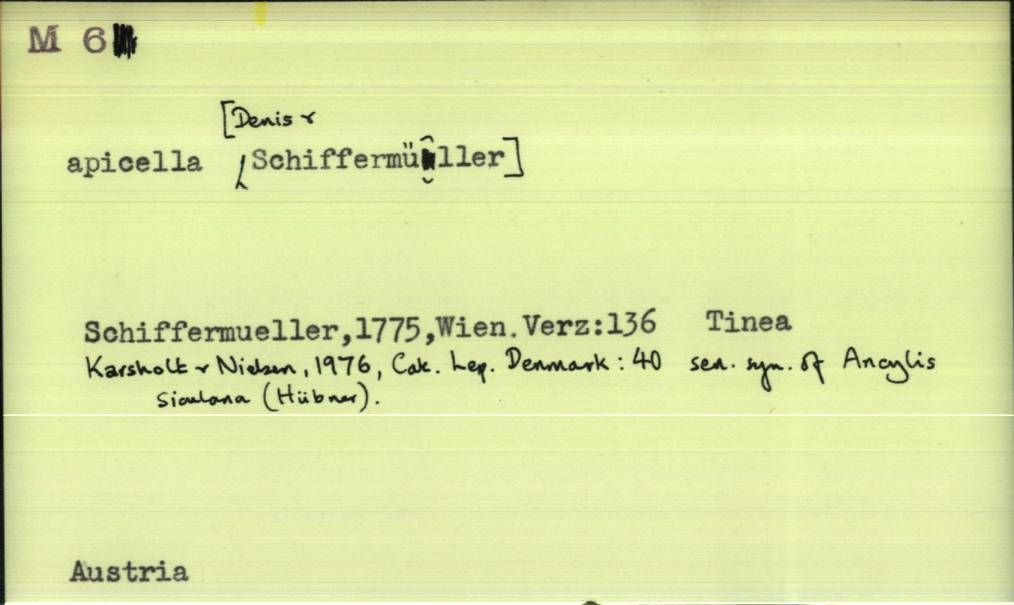 M 6
[Denis &
apicella Schiffermüller]
Schiffermueller,1775,Wien.Verz:136 Tinea
Karsholt & Nielsen, 1976, Cat. Lep. Denmark : 40 sen. syn. of Ancylis
siculana (Hübner).
Austria